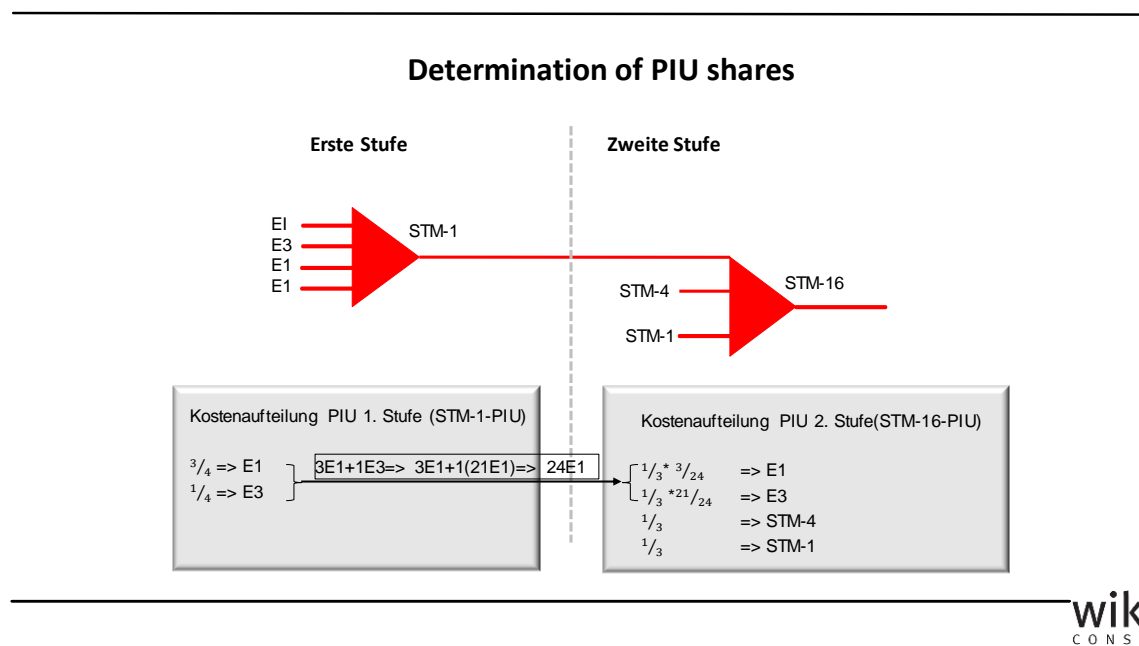 Determination of PIU shares
Erste Stufe
Zweite Stufe
EI
E3
E1
E1
STM-1
STM-4
STM-1
STM-16
Kostenaufteilung PIU 1. Stufe (STM-1-PIU)
3/4 => E1
1/4 => E3
3E1+1E3=> 3E1+1(21E1)=> 24E1
Kostenaufteilung PIU 2. Stufe(STM-16-PIU)
1/3* 3/24 => E1
1/3 *21/24 => E3
1/3 => STM-4
1/3 => STM-1
wik
CONS